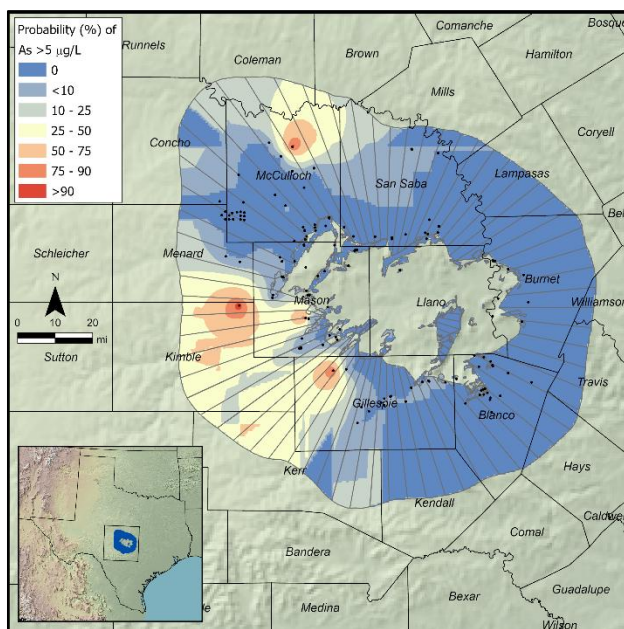 Probability (%) of
As >5 µg/L
0
<10
10 - 25
25 - 50
50 - 75
75 - 90
>90
Runnels
Coleman
Brown
Comanche
Bosque
Hamilton
Mills
Coryell
Concho
McCulloch
San Saba
Lampasas
Schleicher
Menard
Burnet
Mason
Llano
Williamson
N
0 10 20
mi
Sutton
Kimble
Travis
Gillespie
Blanco
Kerr
Hays
Kendall
Comal
Bandera
Medina
Bexar
Guadalupe
Wilson